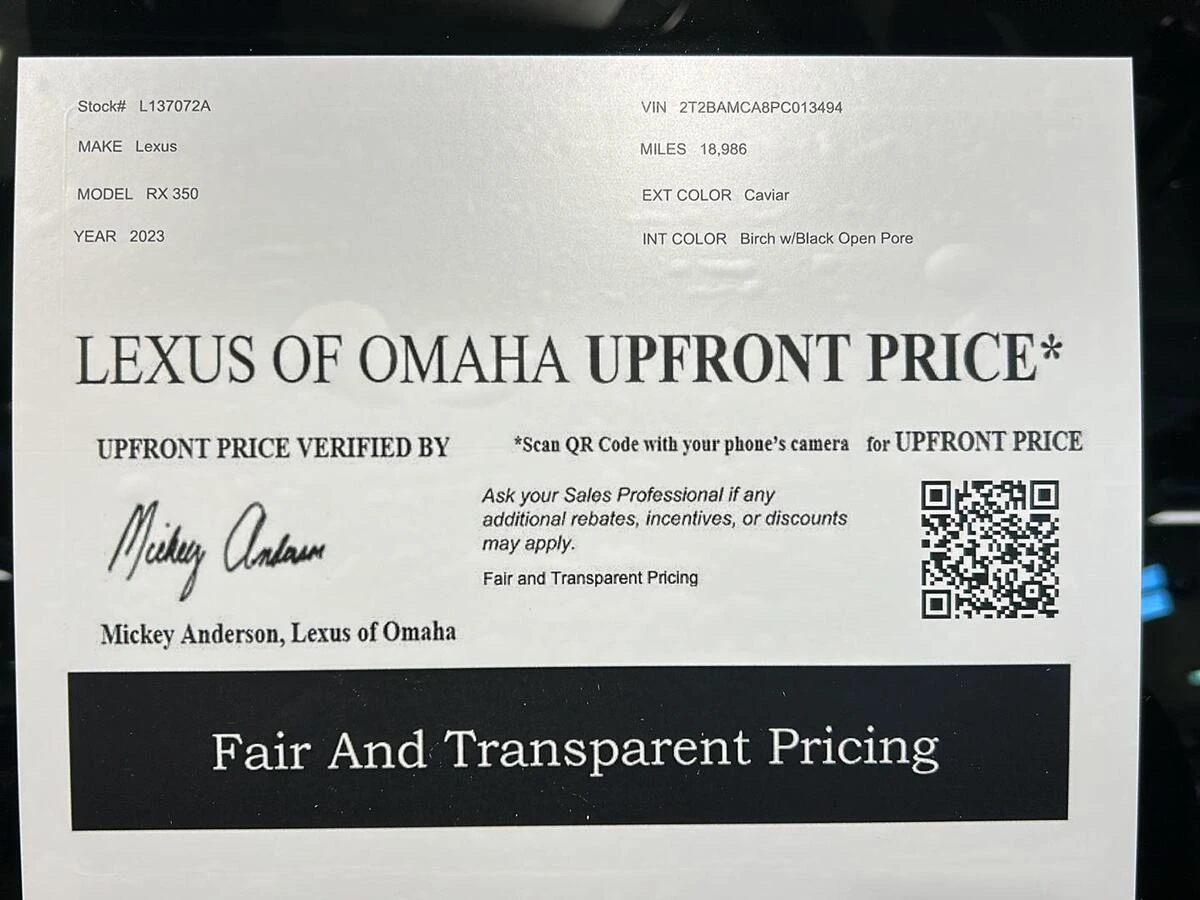 Stock# L137072A
VIN 2T2BAMCA8PC013494
MAKE Lexus
MILES 18,986
MODEL RX 350
EXT COLOR Caviar
YEAR 2023
INT COLOR Birch w/Black Open Pore
LEXUS OF OMAHA UPFRONT PRICE*
UPFRONT PRICE VERIFIED BY
*Scan QR Code with your phone's camera for UPFRONT PRICE
Ask your Sales Professional if any
additional rebates, incentives, or discounts
may apply.
Fair and Transparent Pricing
Mickey Anderson
Mickey Anderson, Lexus of Omaha
Fair And Transparent Pricing